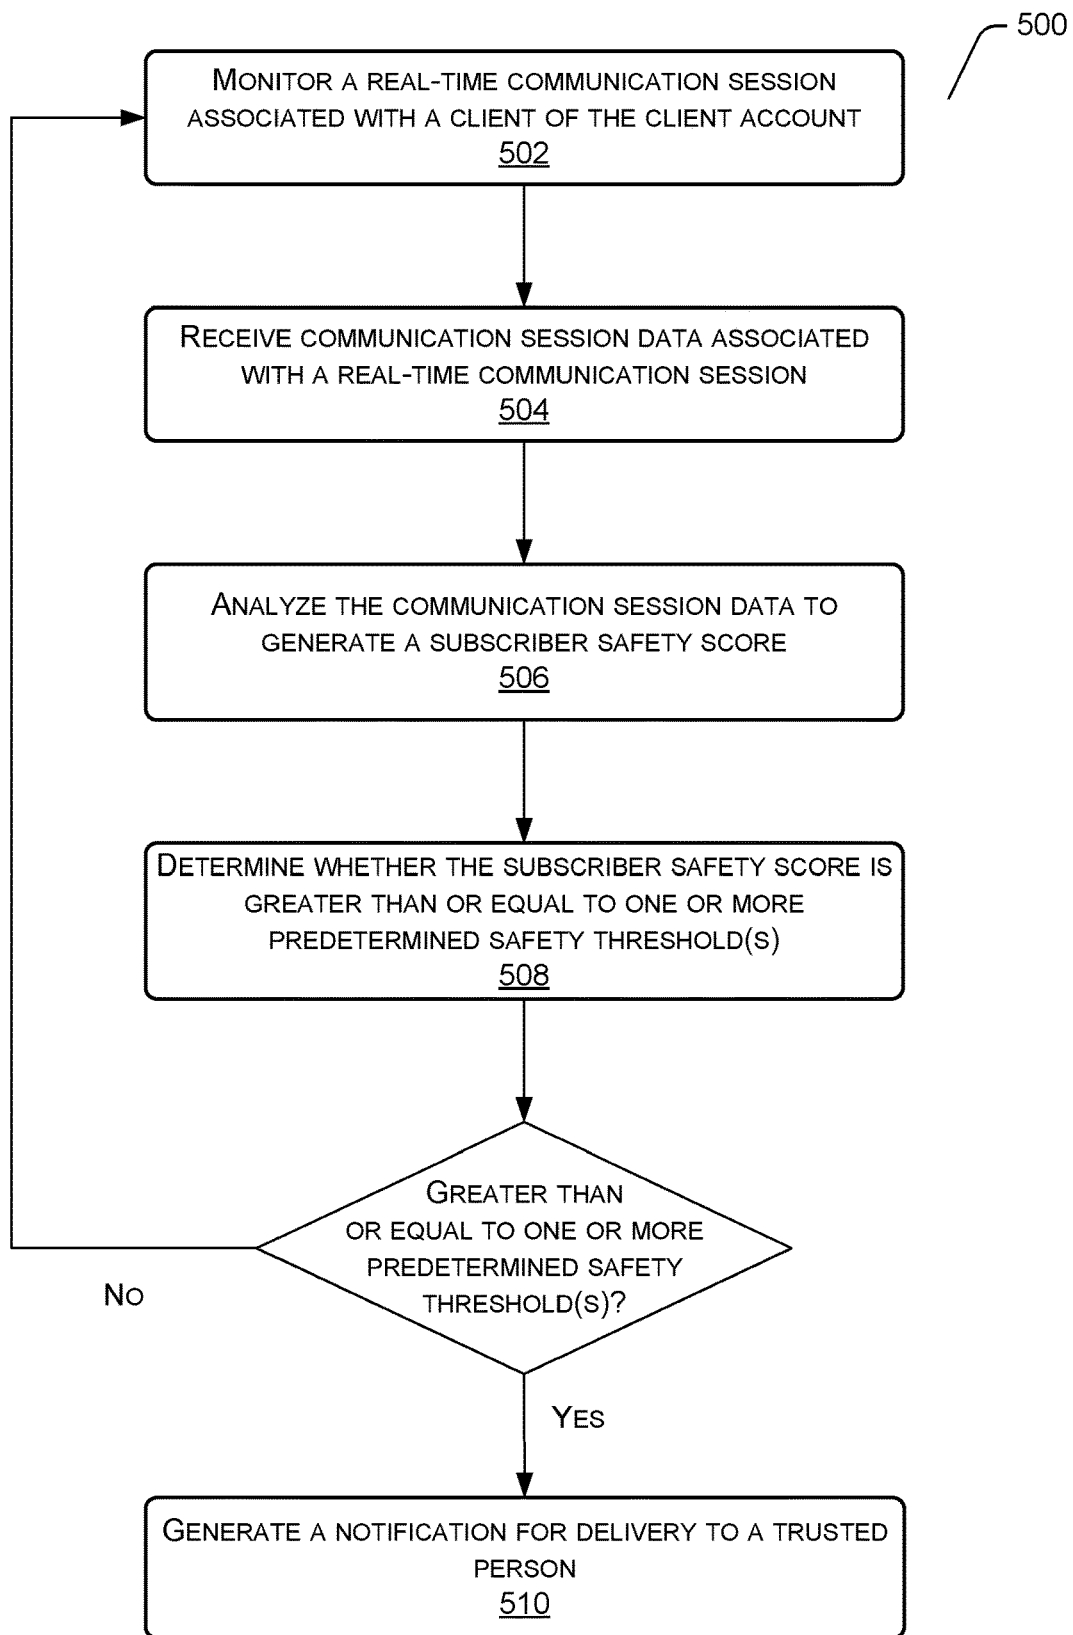 500
MONITOR A REAL-TIME COMMUNICATION SESSION
ASSOCIATED WITH A CLIENT OF THE CLIENT ACCOUNT
502
RECEIVE COMMUNICATION SESSION DATA ASSOCIATED
WITH A REAL-TIME COMMUNICATION SESSION
504
ANALYZE THE COMMUNICATION SESSION DATA TO
GENERATE A SUBSCRIBER SAFETY SCORE
506
DETERMINE WHETHER THE SUBSCRIBER SAFETY SCORE IS
GREATER THAN OR EQUAL TO ONE OR MORE
PREDETERMINED SAFETY THRESHOLD(S)
508
GREATER THAN
OR EQUAL TO ONE OR MORE
PREDETERMINED SAFETY
THRESHOLD(S)?
NO
YES
GENERATE A NOTIFICATION FOR DELIVERY TO A TRUSTED
PERSON
510